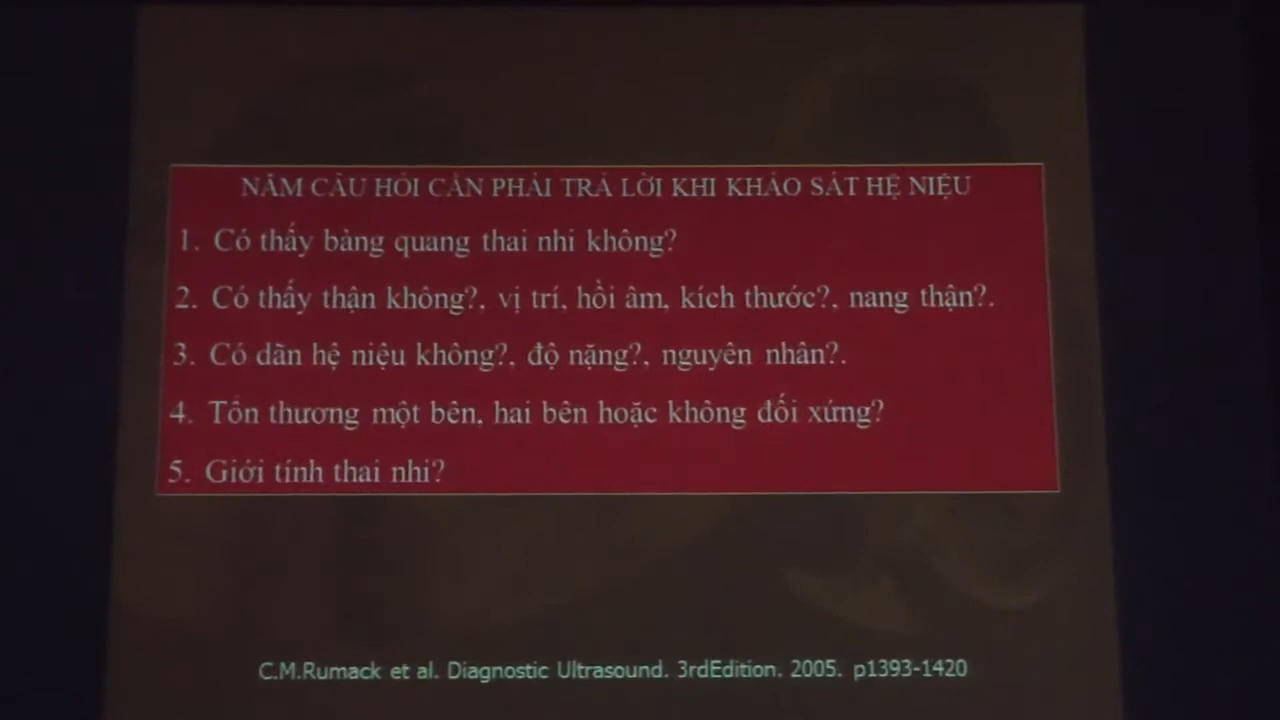 NĂM CÂU HỎI CẦN PHẢI TRẢ LỜI KHI KHẢO SÁT HỆ NIỆU
1. Có thấy bàng quang thai nhi không?
2. Có thấy thận không?, vị trí, hồi âm, kích thước?, nang thận?.
3. Có dãn hệ niệu không?, độ nặng?, nguyên nhân?.
4. Tổn thương một bên, hai bên hoặc không đối xứng?
5. Giới tính thai nhi?
C.M.Rumack et al. Diagnostic Ultrasound. 3rdEdition. 2005. p1393-1420